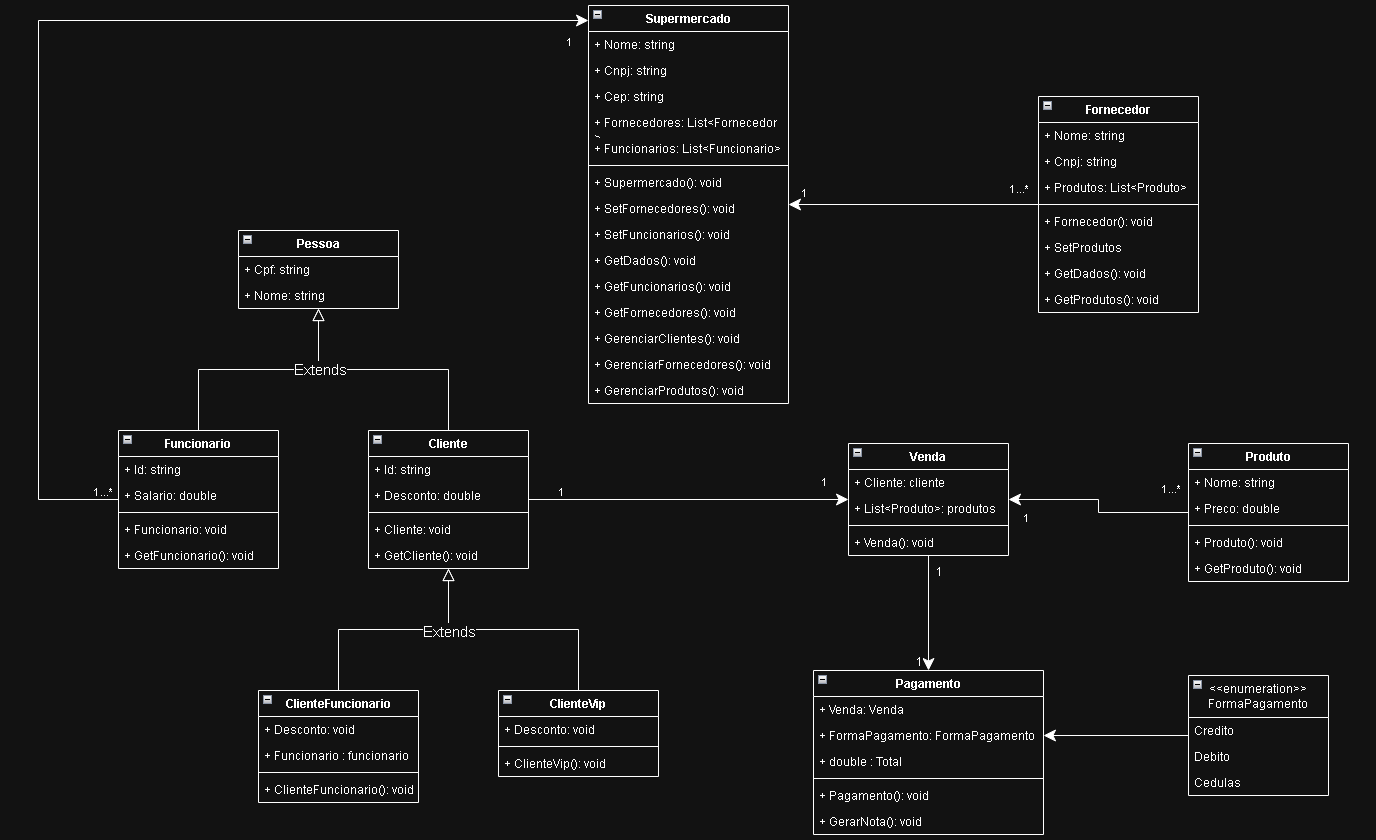 Supermercado
1
+ Nome: string
+ Cnpj: string
+ Cep: string
+ Fornecedores: List<Fornecedor
+ Funcionarios: List<Funcionario>
+ Supermercado(): void
+ SetFornecedores(): void
+ SetFuncionarios(): void
+ GetDados(): void
+ GetFuncionarios(): void
+ GetFornecedores(): void
+ GerenciarClientes(): void
+ GerenciarFornecedores(): void
+ GerenciarProdutos(): void
1
1...*
Fornecedor
+ Nome: string
+ Cnpj: string
+ Produtos: List<Produto>
+ Fornecedor(): void
+ SetProdutos
+ GetDados(): void
+ GetProdutos(): void
Pessoa
+ Cpf: string
+ Nome: string
Extends
Funcionario
+ Id: string
+ Salario: double
+ Funcionario: void
+ GetFuncionario(): void
1...*
Cliente
+ Id: string
+ Desconto: double
+ Cliente: void
+ GetCliente(): void
1
1
Venda
+ Cliente: cliente
+ List<Produto>: produtos
+ Venda(): void
1
1...*
Produto
+ Nome: string
+ Preco: double
+ Produto(): void
+ GetProduto(): void
1
1
Extends
ClienteFuncionario
+ Desconto: void
+ Funcionario : funcionario
+ ClienteFuncionario(): void
ClienteVip
+ Desconto: void
+ ClienteVip(): void
Pagamento
+ Venda: Venda
+ FormaPagamento: FormaPagamento
+ double : Total
+ Pagamento(): void
+ GerarNota(): void
<<enumeration>>
FormaPagamento
Credito
Debito
Cedulas